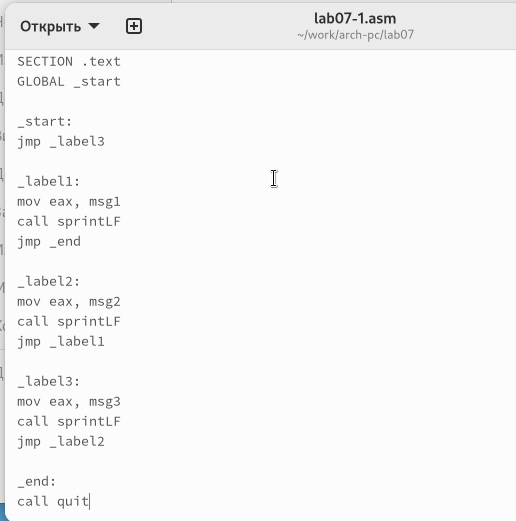 Открыть
lab07-1.asm
~/work/arch-pc/lab07
SECTION .text
GLOBAL _start
_start:
jmp _label3
_label1:
mov eax, msg1
call sprintLF
jmp _end
_label2:
mov eax, msg2
call sprintLF
jmp _label1
_label3:
mov eax, msg3
call sprintLF
jmp _label2
_end:
call quit